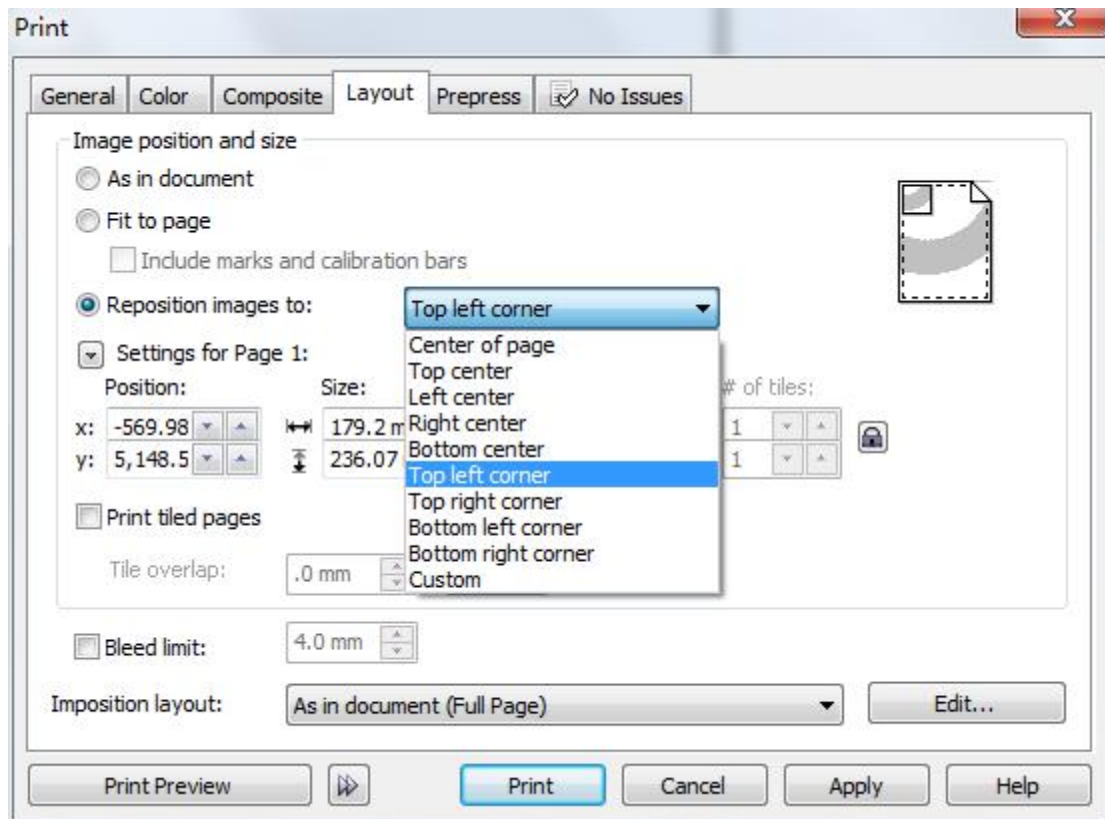 Print
General Color Composite Layout Prepress No Issues
Image position and size
As in document
Fit to page
Include marks and calibration bars
Reposition images to: Top left corner
Center of page
Settings for Page 1:
Top center
Position: Size: Left center # of tiles:
x: -569.98 179.2 m Right center 1
Bottom center
y: 5,148.5 236.07 1
Top left corner
Top right corner
Print tiled pages
Bottom left corner
Bottom right corner
Tile overlap: .0 mm
Custom
Bleed limit: 4.0 mm
Imposition layout: As in document (Full Page) Edit...
Print Preview Print Cancel Apply Help